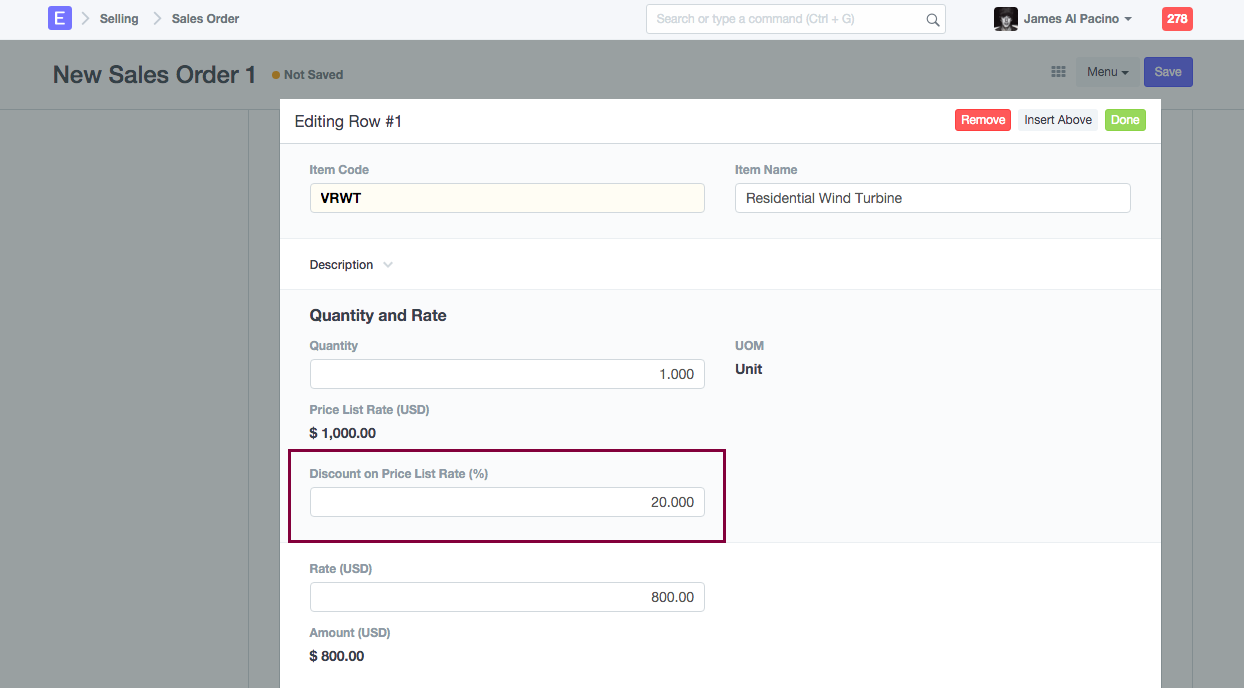 E Selling Sales Order Search or type a command (Ctrl + G) James Al Pacino 278
New Sales Order 1 Not Saved Menu Save
Editing Row #1 Remove Insert Above Done
Item Code Item Name
VRWT Residential Wind Turbine
Description
Quantity and Rate
Quantity UOM
1.000 Unit
Price List Rate (USD)
$ 1,000.00
Discount on Price List Rate (%)
20.000
Rate (USD)
800.00
Amount (USD)
$ 800.00